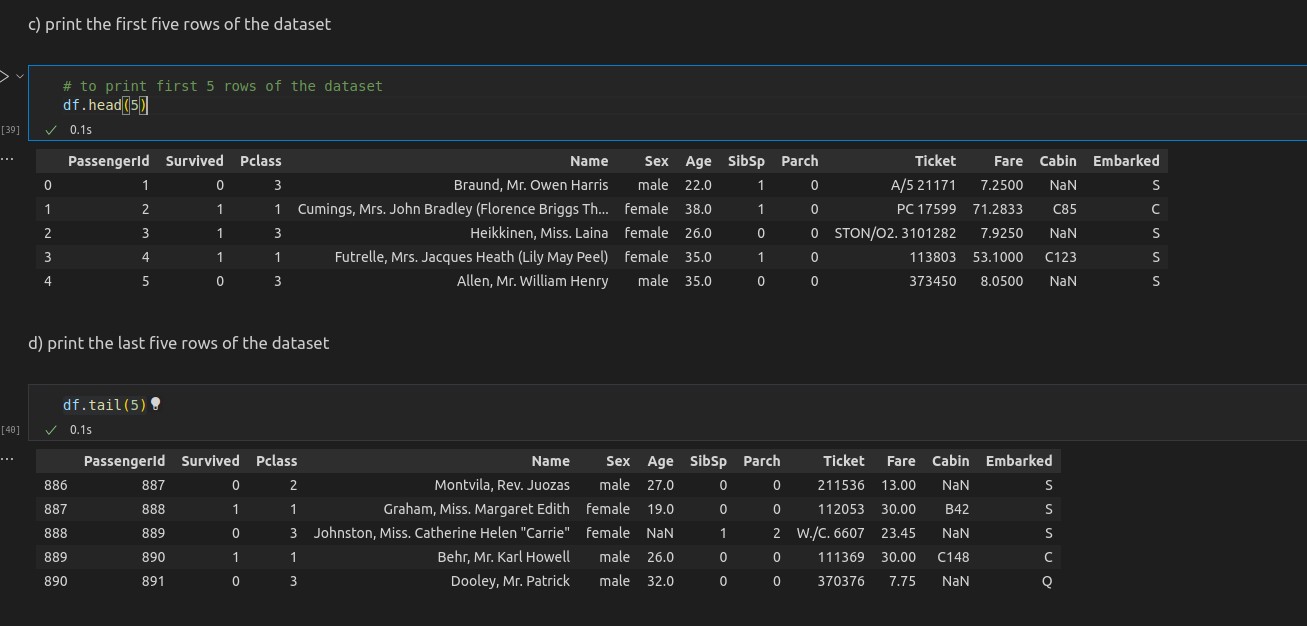 c) print the first five rows of the dataset
# to print first 5 rows of the dataset
df.head(5)
[39] 0.1s
... PassengerId Survived Pclass Name Sex Age SibSp Parch Ticket Fare Cabin Embarked
0 1 0 3 Braund, Mr. Owen Harris male 22.0 1 0 A/5 21171 7.2500 NaN S
1 2 1 1 Cumings, Mrs. John Bradley (Florence Briggs Th... female 38.0 1 0 PC 17599 71.2833 C85 C
2 3 1 3 Heikkinen, Miss. Laina female 26.0 0 0 STON/O2. 3101282 7.9250 NaN S
3 4 1 1 Futrelle, Mrs. Jacques Heath (Lily May Peel) female 35.0 1 0 113803 53.1000 C123 S
4 5 0 3 Allen, Mr. William Henry male 35.0 0 0 373450 8.0500 NaN S
d) print the last five rows of the dataset
df.tail(5)
[40] 0.1s
... PassengerId Survived Pclass Name Sex Age SibSp Parch Ticket Fare Cabin Embarked
886 887 0 2 Montvila, Rev. Juozas male 27.0 0 0 211536 13.00 NaN S
887 888 1 1 Graham, Miss. Margaret Edith female 19.0 0 0 112053 30.00 B42 S
888 889 0 3 Johnston, Miss. Catherine Helen "Carrie" female NaN 1 2 W./C. 6607 23.45 NaN S
889 890 1 1 Behr, Mr. Karl Howell male 26.0 0 0 111369 30.00 C148 C
890 891 0 3 Dooley, Mr. Patrick male 32.0 0 0 370376 7.75 NaN Q